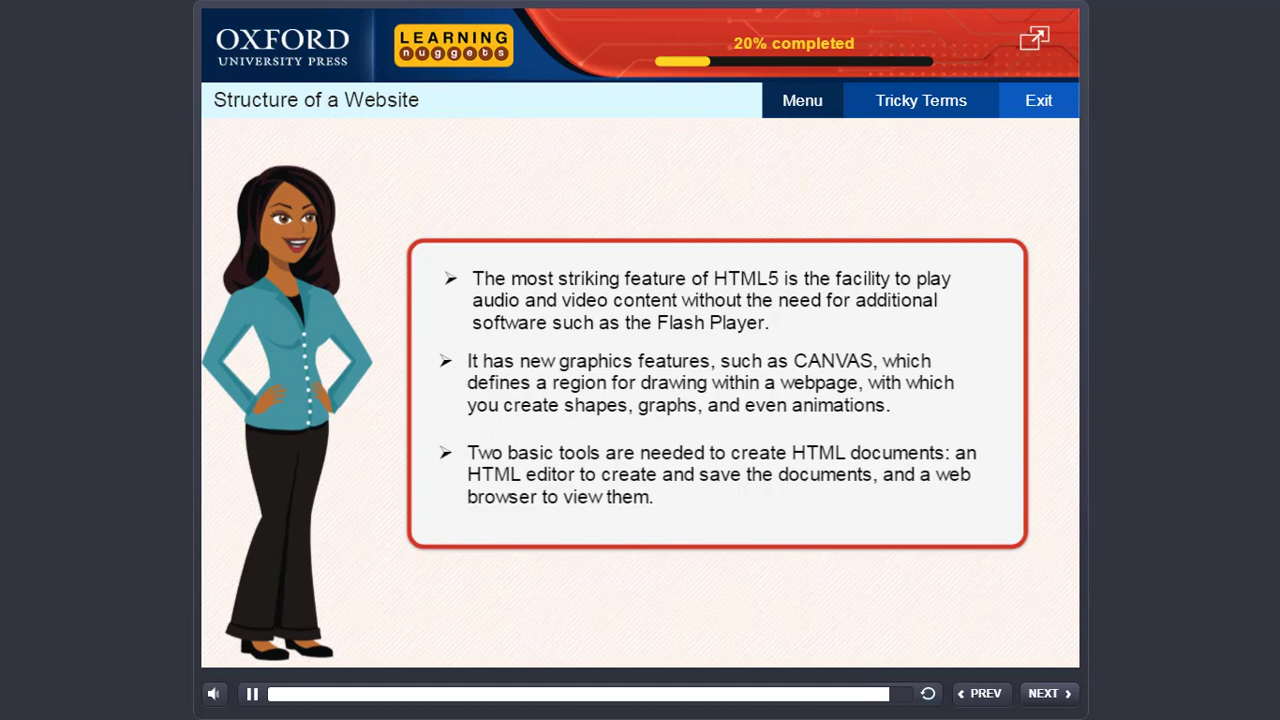 OXFORD
UNIVERSITY PRESS
LEARNING
nuggets
20% completed
Structure of a Website
Menu
Tricky Terms
Exit
➢ The most striking feature of HTML5 is the facility to play
audio and video content without the need for additional
software such as the Flash Player.
➢ It has new graphics features, such as CANVAS, which
defines a region for drawing within a webpage, with which
you create shapes, graphs, and even animations.
➢ Two basic tools are needed to create HTML documents: an
HTML editor to create and save the documents, and a web
browser to view them.
PREV
NEXT